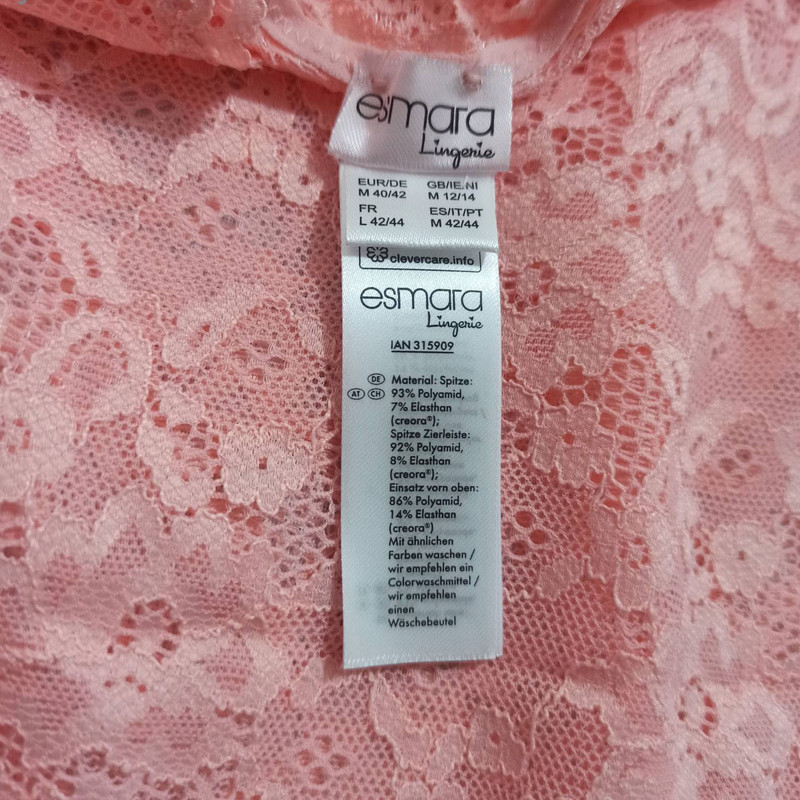 esmara
Lingerie
EUR/DE GB/IE.NI
M 40/42 M 12/14
FR ES/IT/PT
L 42/44 M 42/44
clevercare.info
esmara
Lingerie
IAN 315909
DE Material: Spitze:
AT CH 93% Polyamid,
7% Elasthan
(creora®);
Spitze Zierleiste:
92% Polyamid,
8% Elasthan
(creora®);
Einsatz vorn oben:
86% Polyamid,
14% Elasthan
(creora®)
Mit ähnlichen
Farben waschen /
wir empfehlen ein
Colorwaschmittel /
wir empfehlen
einen
Wäschebeutel